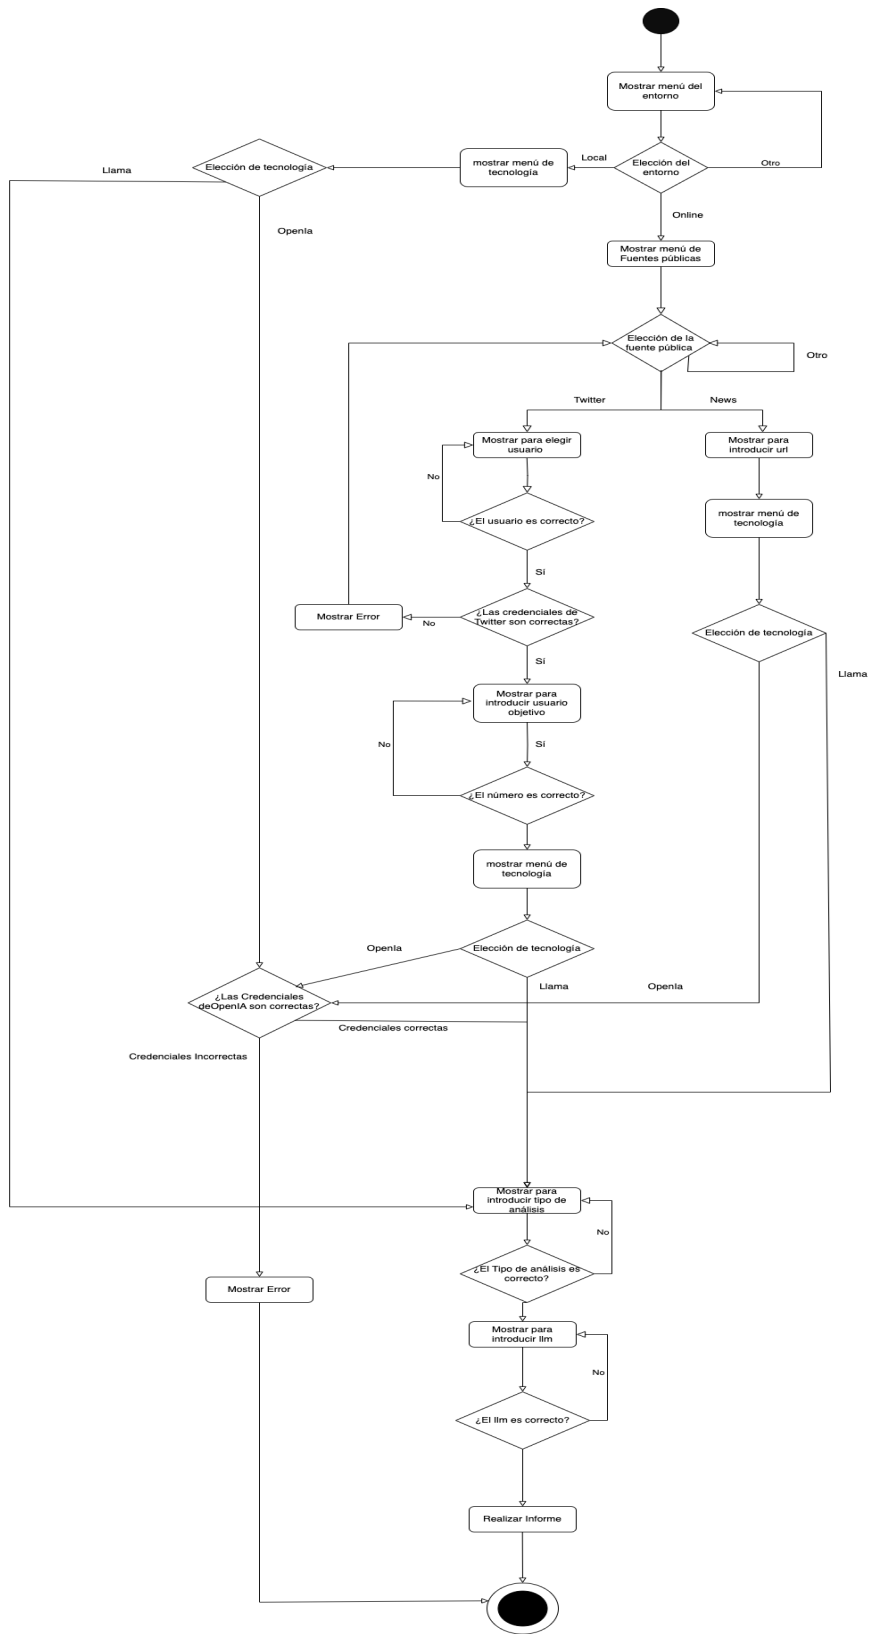 Mostrar menú del
entorno
Elección del
entorno
Otro
Local
mostrar menú de
tecnología
Elección de tecnología
Llama
OpenIa
Online
Mostrar menú de
Fuentes públicas
Elección de la
fuente pública
Otro
Twitter
News
Mostrar para elegir
usuario
Mostrar para
introducir url
No
mostrar menú de
tecnología
¿El usuario es correcto?
Sí
¿Las credenciales de
Twitter son correctas?
No
Mostrar Error
Elección de tecnología
Llama
Sí
Mostrar para
introducir usuario
objetivo
Sí
No
¿El número es correcto?
mostrar menú de
tecnología
Elección de tecnología
OpenIa
Llama
OpenIa
¿Las Credenciales
deOpenIA son correctas?
Credenciales correctas
Credenciales Incorrectas
Mostrar para
introducir tipo de
análisis
No
¿El Tipo de análisis es
correcto?
Mostrar Error
Mostrar para
introducir llm
No
¿El llm es correcto?
Realizar Informe